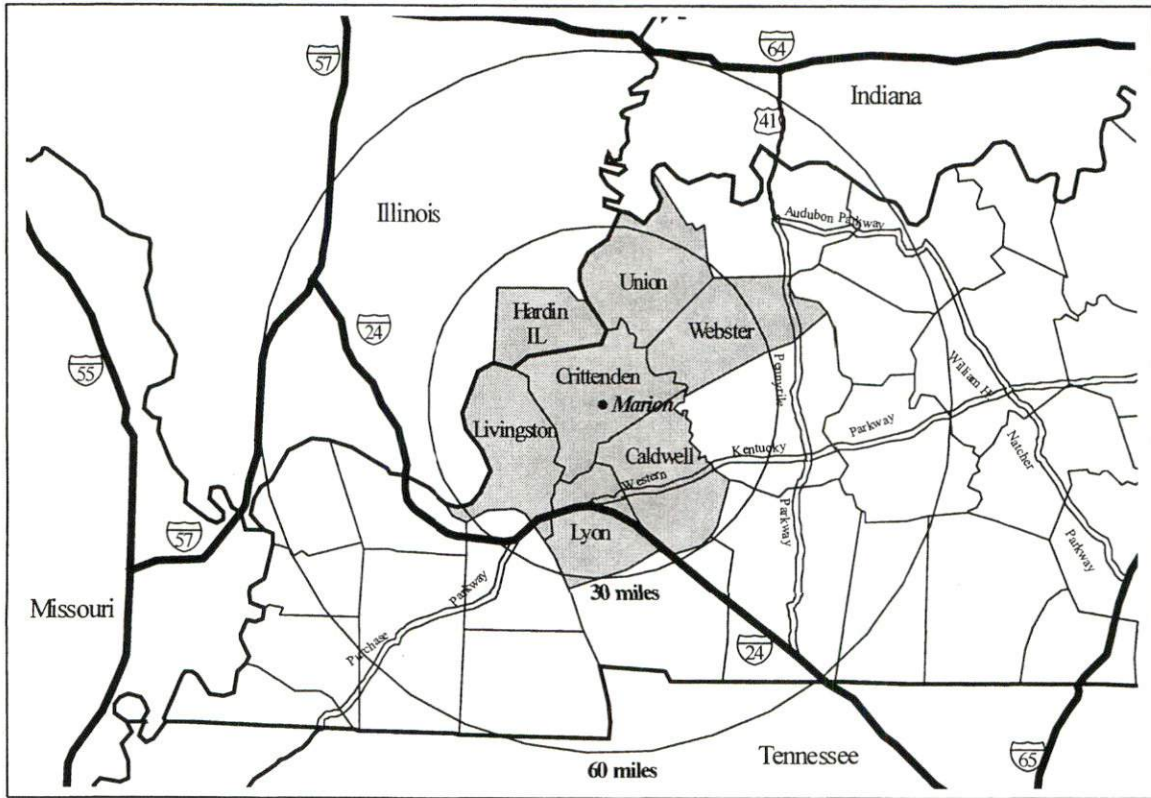 57
64
Indiana
41
Illinois
Audubon Parkway
Union
Hardin
IL
Webster
24
55
Crittenden
Marion
Pennyrile
Parkway
William H.
Natcher
Parkway
Livingston
Caldwell
Western
Kentucky
Parkway
Lyon
57
Missouri
Purchase
Parkway
30 miles
24
Tennessee
60 miles
65